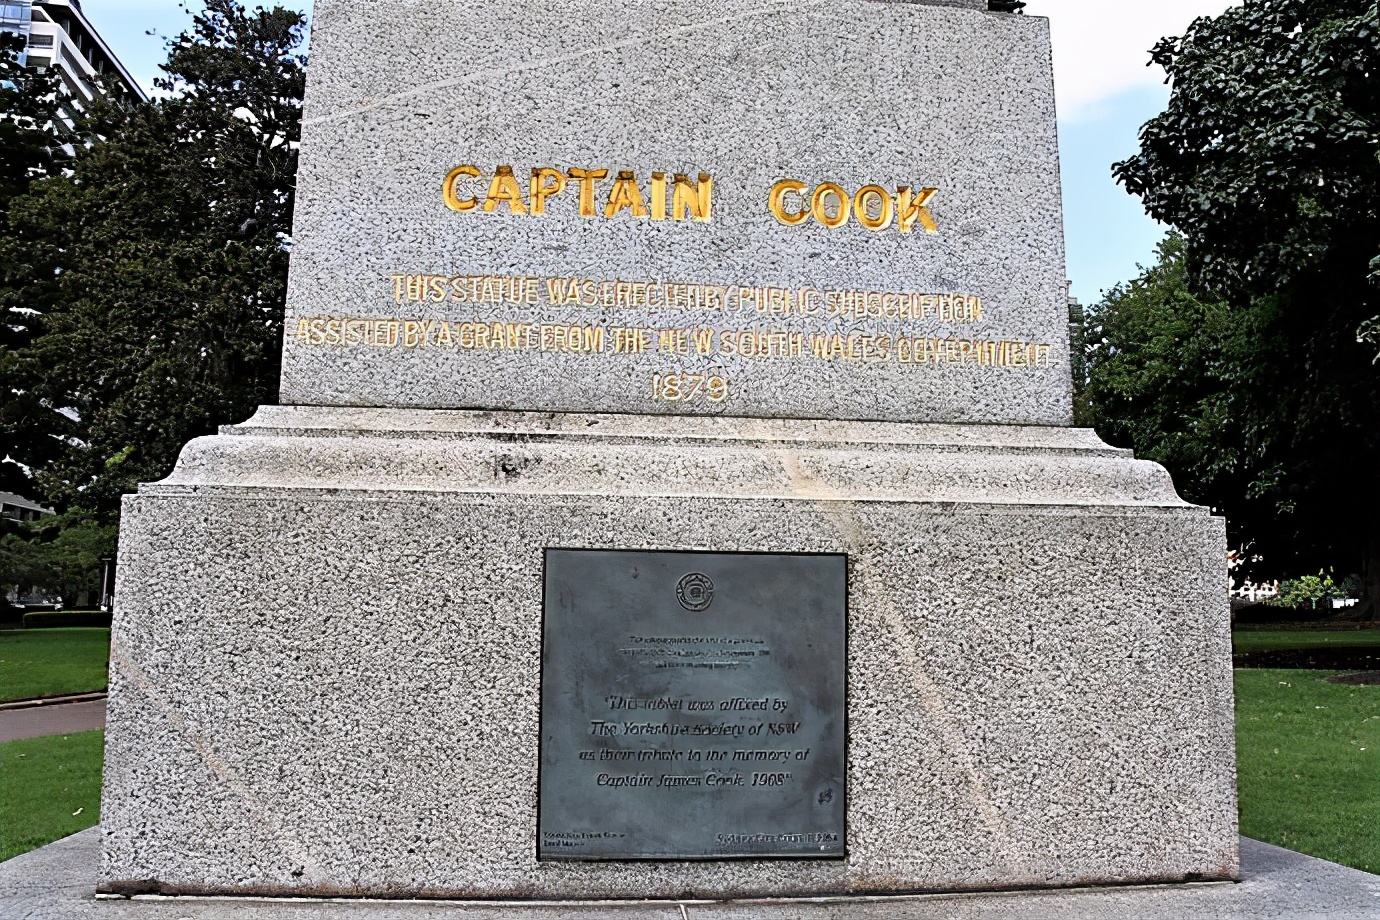 CAPTAIN COOK
THIS STATUE WAS ERECTED BY PUBLIC SUBSCRIPTION
ASSISTED BY A GRANT FROM THE NEW SOUTH WALES GOVERNMENT
1879
"This tablet was affixed by
The Yorkshire Society of NSW
as their tribute to the memory of
Captain James Cook 1908"